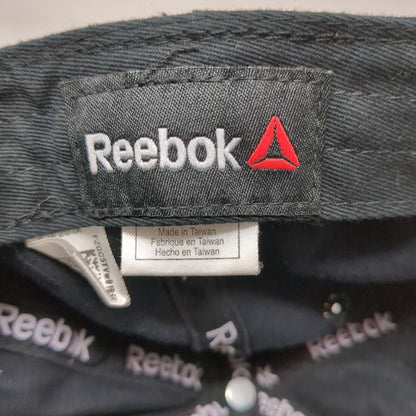 Reebok
Made in Taiwan
Fabriqué en Taiwan
Hecho en Taiwan
Reebok
Reebok
Reebok